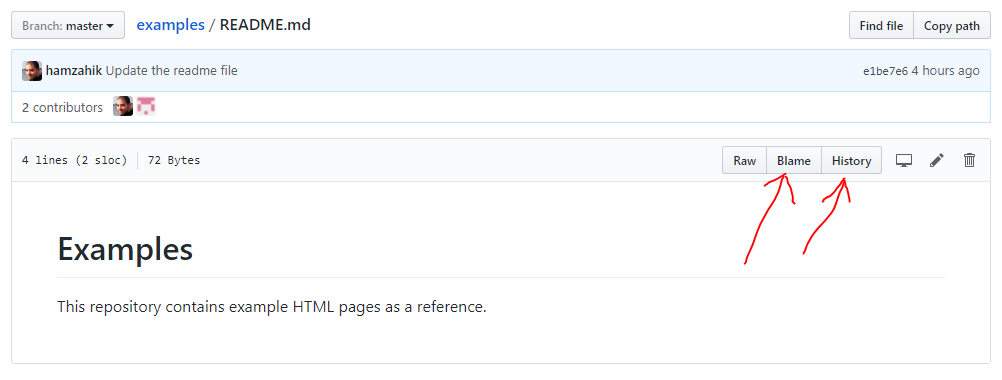 Branch: master examples / README.md Find file Copy path
hamzahik Update the readme file e1be7e6 4 hours ago
2 contributors
4 lines (2 sloc) 72 Bytes Raw Blame History
Examples
This repository contains example HTML pages as a reference.